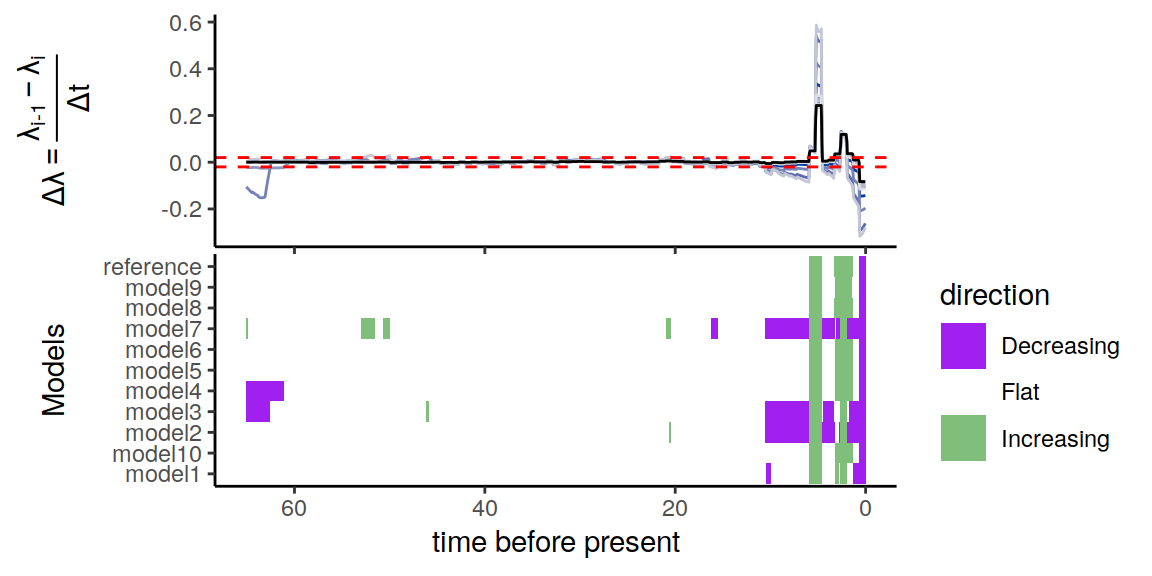 Δλ = λi-1 − λi
Δt
0.6
0.4
0.2
0.0
-0.2
Models
reference
model9
model8
model7
model6
model5
model4
model3
model2
model10
model1
60
40
20
0
time before present
direction
Decreasing
Flat
Increasing